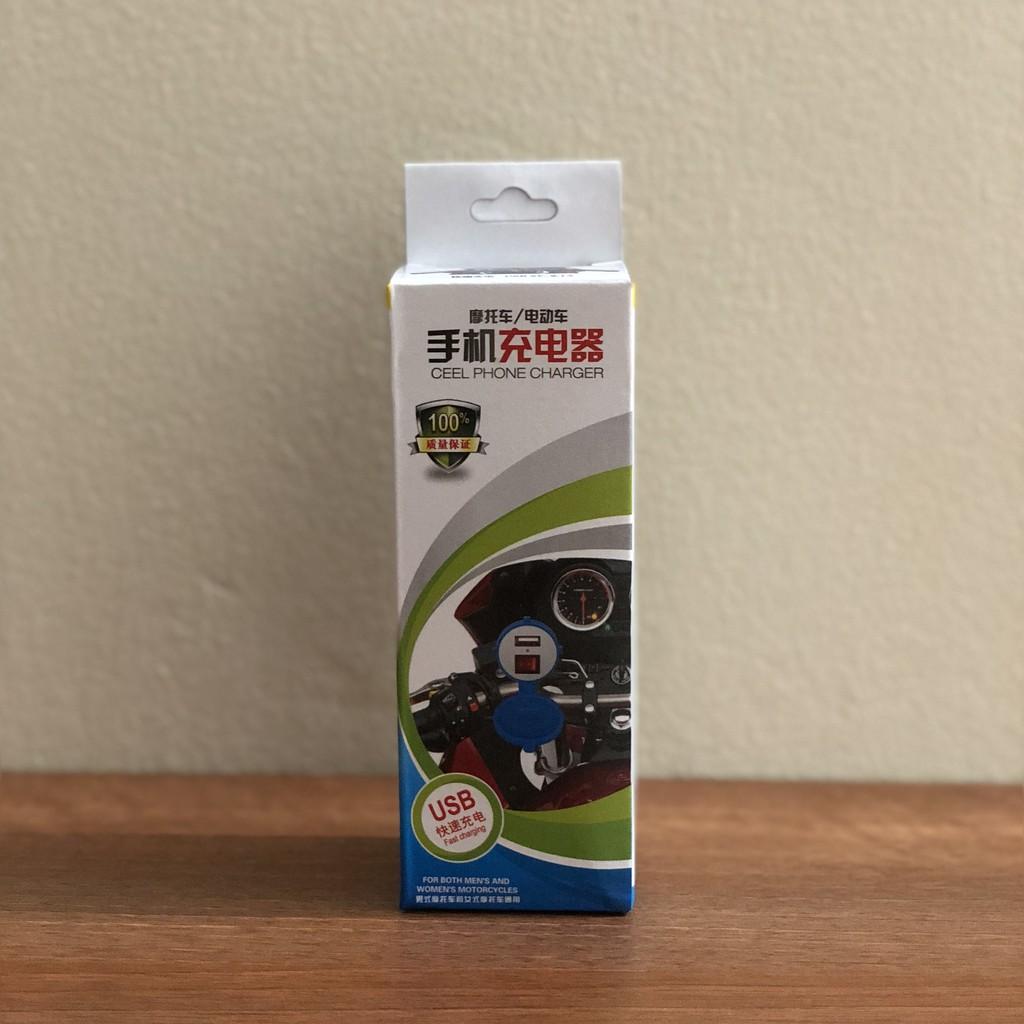 摩托车/电动车
手机充电器
CEEL PHONE CHARGER
100%
质量保证
USB
快速充电
Fast charging
FOR BOTH MEN'S AND
WOMEN'S MOTORCYCLES
男式摩托车和女式摩托车通用